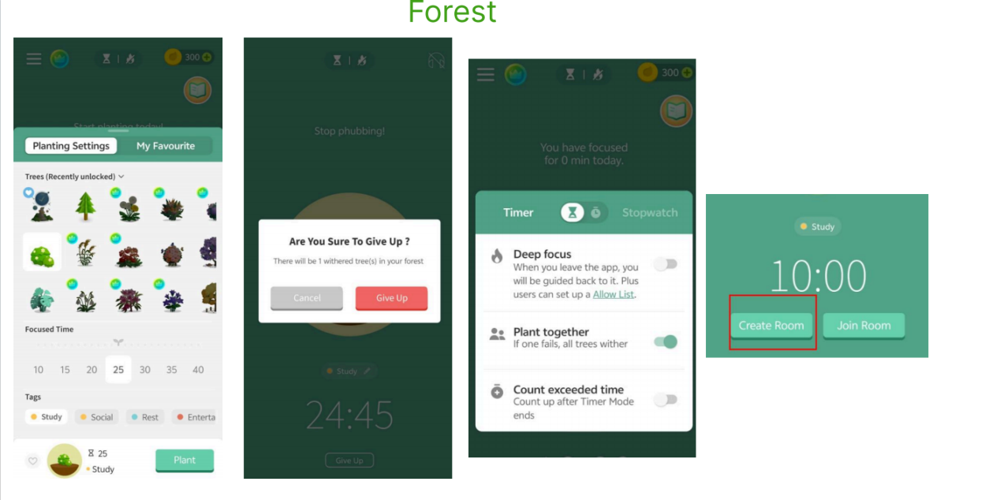 Forest
300
Start planting today!
Planting Settings
My Favourite
Trees (Recently unlocked)
Focused Time
10 15 20 25 30 35 40
Tags
Study Social Rest Enterta
25
Study
Plant
Stop phubbing!
Are You Sure To Give Up ?
There will be 1 withered tree(s) in your forest
Cancel
Give Up
Study
24:45
Give Up
300
You have focused
for 0 min today.
Timer
Stopwatch
Deep focus
When you leave the app, you
will be guided back to it. Plus
users can set up a Allow List.
Plant together
If one fails, all trees wither
Count exceeded time
Count up after Timer Mode
ends
Study
10:00
Create Room
Join Room